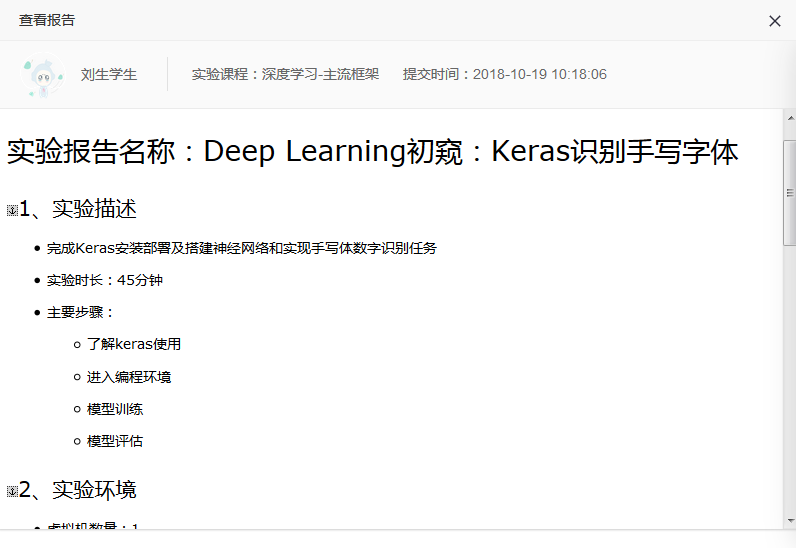 查看报告
刘生学生
实验课程：深度学习-主流框架 提交时间：2018-10-19 10:18:06
实验报告名称：Deep Learning初窥：Keras识别手写字体
1、实验描述
完成Keras安装部署及搭建神经网络和实现手写体数字识别任务
实验时长：45分钟
主要步骤：
了解keras使用
进入编程环境
模型训练
模型评估
2、实验环境
虚拟机数量：1